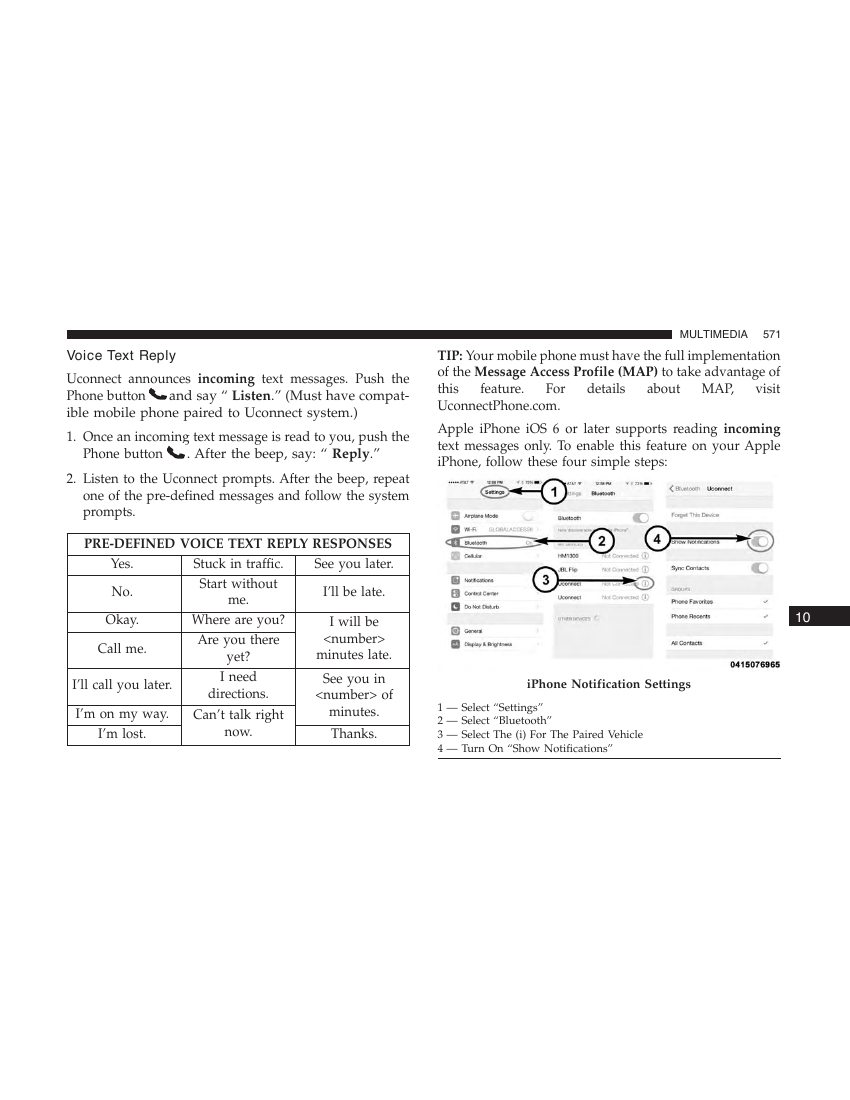 MULTIMEDIA 571
Voice Text Reply
Uconnect announces incoming text messages. Push the
Phone button and say “ Listen.” (Must have compat-
ible mobile phone paired to Uconnect system.)
1. Once an incoming text message is read to you, push the
Phone button . After the beep, say: “ Reply.”
2. Listen to the Uconnect prompts. After the beep, repeat
one of the pre-defined messages and follow the system
prompts.
PRE-DEFINED VOICE TEXT REPLY RESPONSES
Yes. Stuck in traffic. See you later.
No. Start without me. I’ll be late.
Okay. Where are you? I will be <number> minutes late.
Call me. Are you there yet?
I’ll call you later. I need directions. See you in <number> of minutes.
I’m on my way. Can’t talk right now.
I’m lost. Thanks.
TIP: Your mobile phone must have the full implementation
of the Message Access Profile (MAP) to take advantage of
this feature. For details about MAP, visit
UconnectPhone.com.
Apple iPhone iOS 6 or later supports reading incoming
text messages only. To enable this feature on your Apple
iPhone, follow these four simple steps:
Settings
1
Airplane Mode
Wi-Fi
Bluetooth
Cellular
Notifications
Control Center
Do Not Disturb
General
Display & Brightness
Bluetooth
Bluetooth
2
HM1300 Not Connected
JBL Flip Not Connected
3
Uconnect Not Connected
Uconnect Not Connected
OTHER DEVICES
Bluetooth Uconnect
Forget This Device
4
Show Notifications
Sync Contacts
GROUPS
Phone Favorites
Phone Recents
All Contacts
0415076965
iPhone Notification Settings
1 — Select “Settings”
2 — Select “Bluetooth”
3 — Select The (i) For The Paired Vehicle
4 — Turn On “Show Notifications”
10